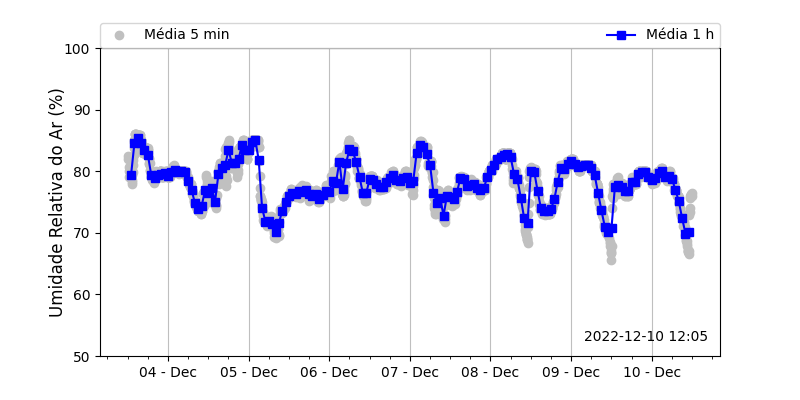 Média 5 min Média 1 h
100
90
80
70
60
50
Umidade Relativa do Ar (%)
2022-12-10 12:05
04 - Dec 05 - Dec 06 - Dec 07 - Dec 08 - Dec 09 - Dec 10 - Dec